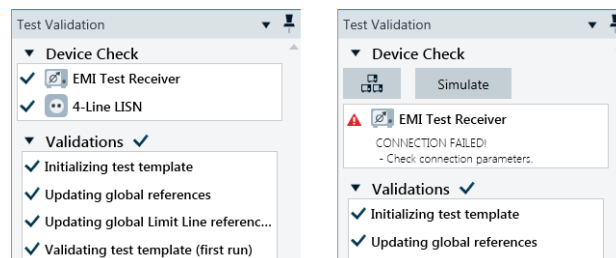 Test Validation
Device Check
EMI Test Receiver
4-Line LISN
Validations
Initializing test template
Updating global references
Updating global Limit Line referenc...
Validating test template (first run)
Test Validation
Device Check
Simulate
EMI Test Receiver
CONNECTION FAILED!
- Check connection parameters.
Validations
Initializing test template
Updating global references